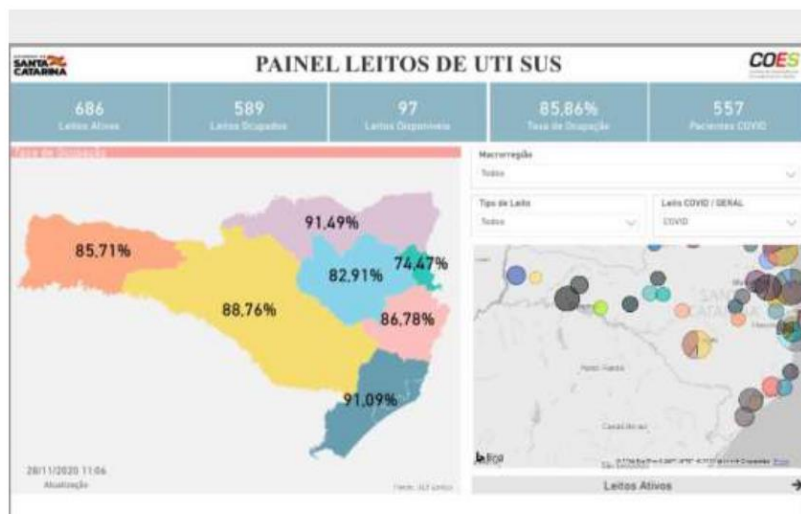 SANTA
CATARINA
PAINEL LEITOS DE UTI SUS
COES
686
Leitos Ativos
589
Leitos Ocupados
97
Leitos Disponíveis
85,86%
Taxa de Ocupação
557
Pacientes COVID
Taxa de Ocupação
85,71%
91,49%
82,91%
74,47%
88,76%
86,78%
91,09%
28/11/2020 11:06
Atualização
Macrorregião
Todos
Tipo de Leito
Todos
Leito COVID / GERAL
COVID
SANTA
CATARINA
Bing
Leitos Ativos